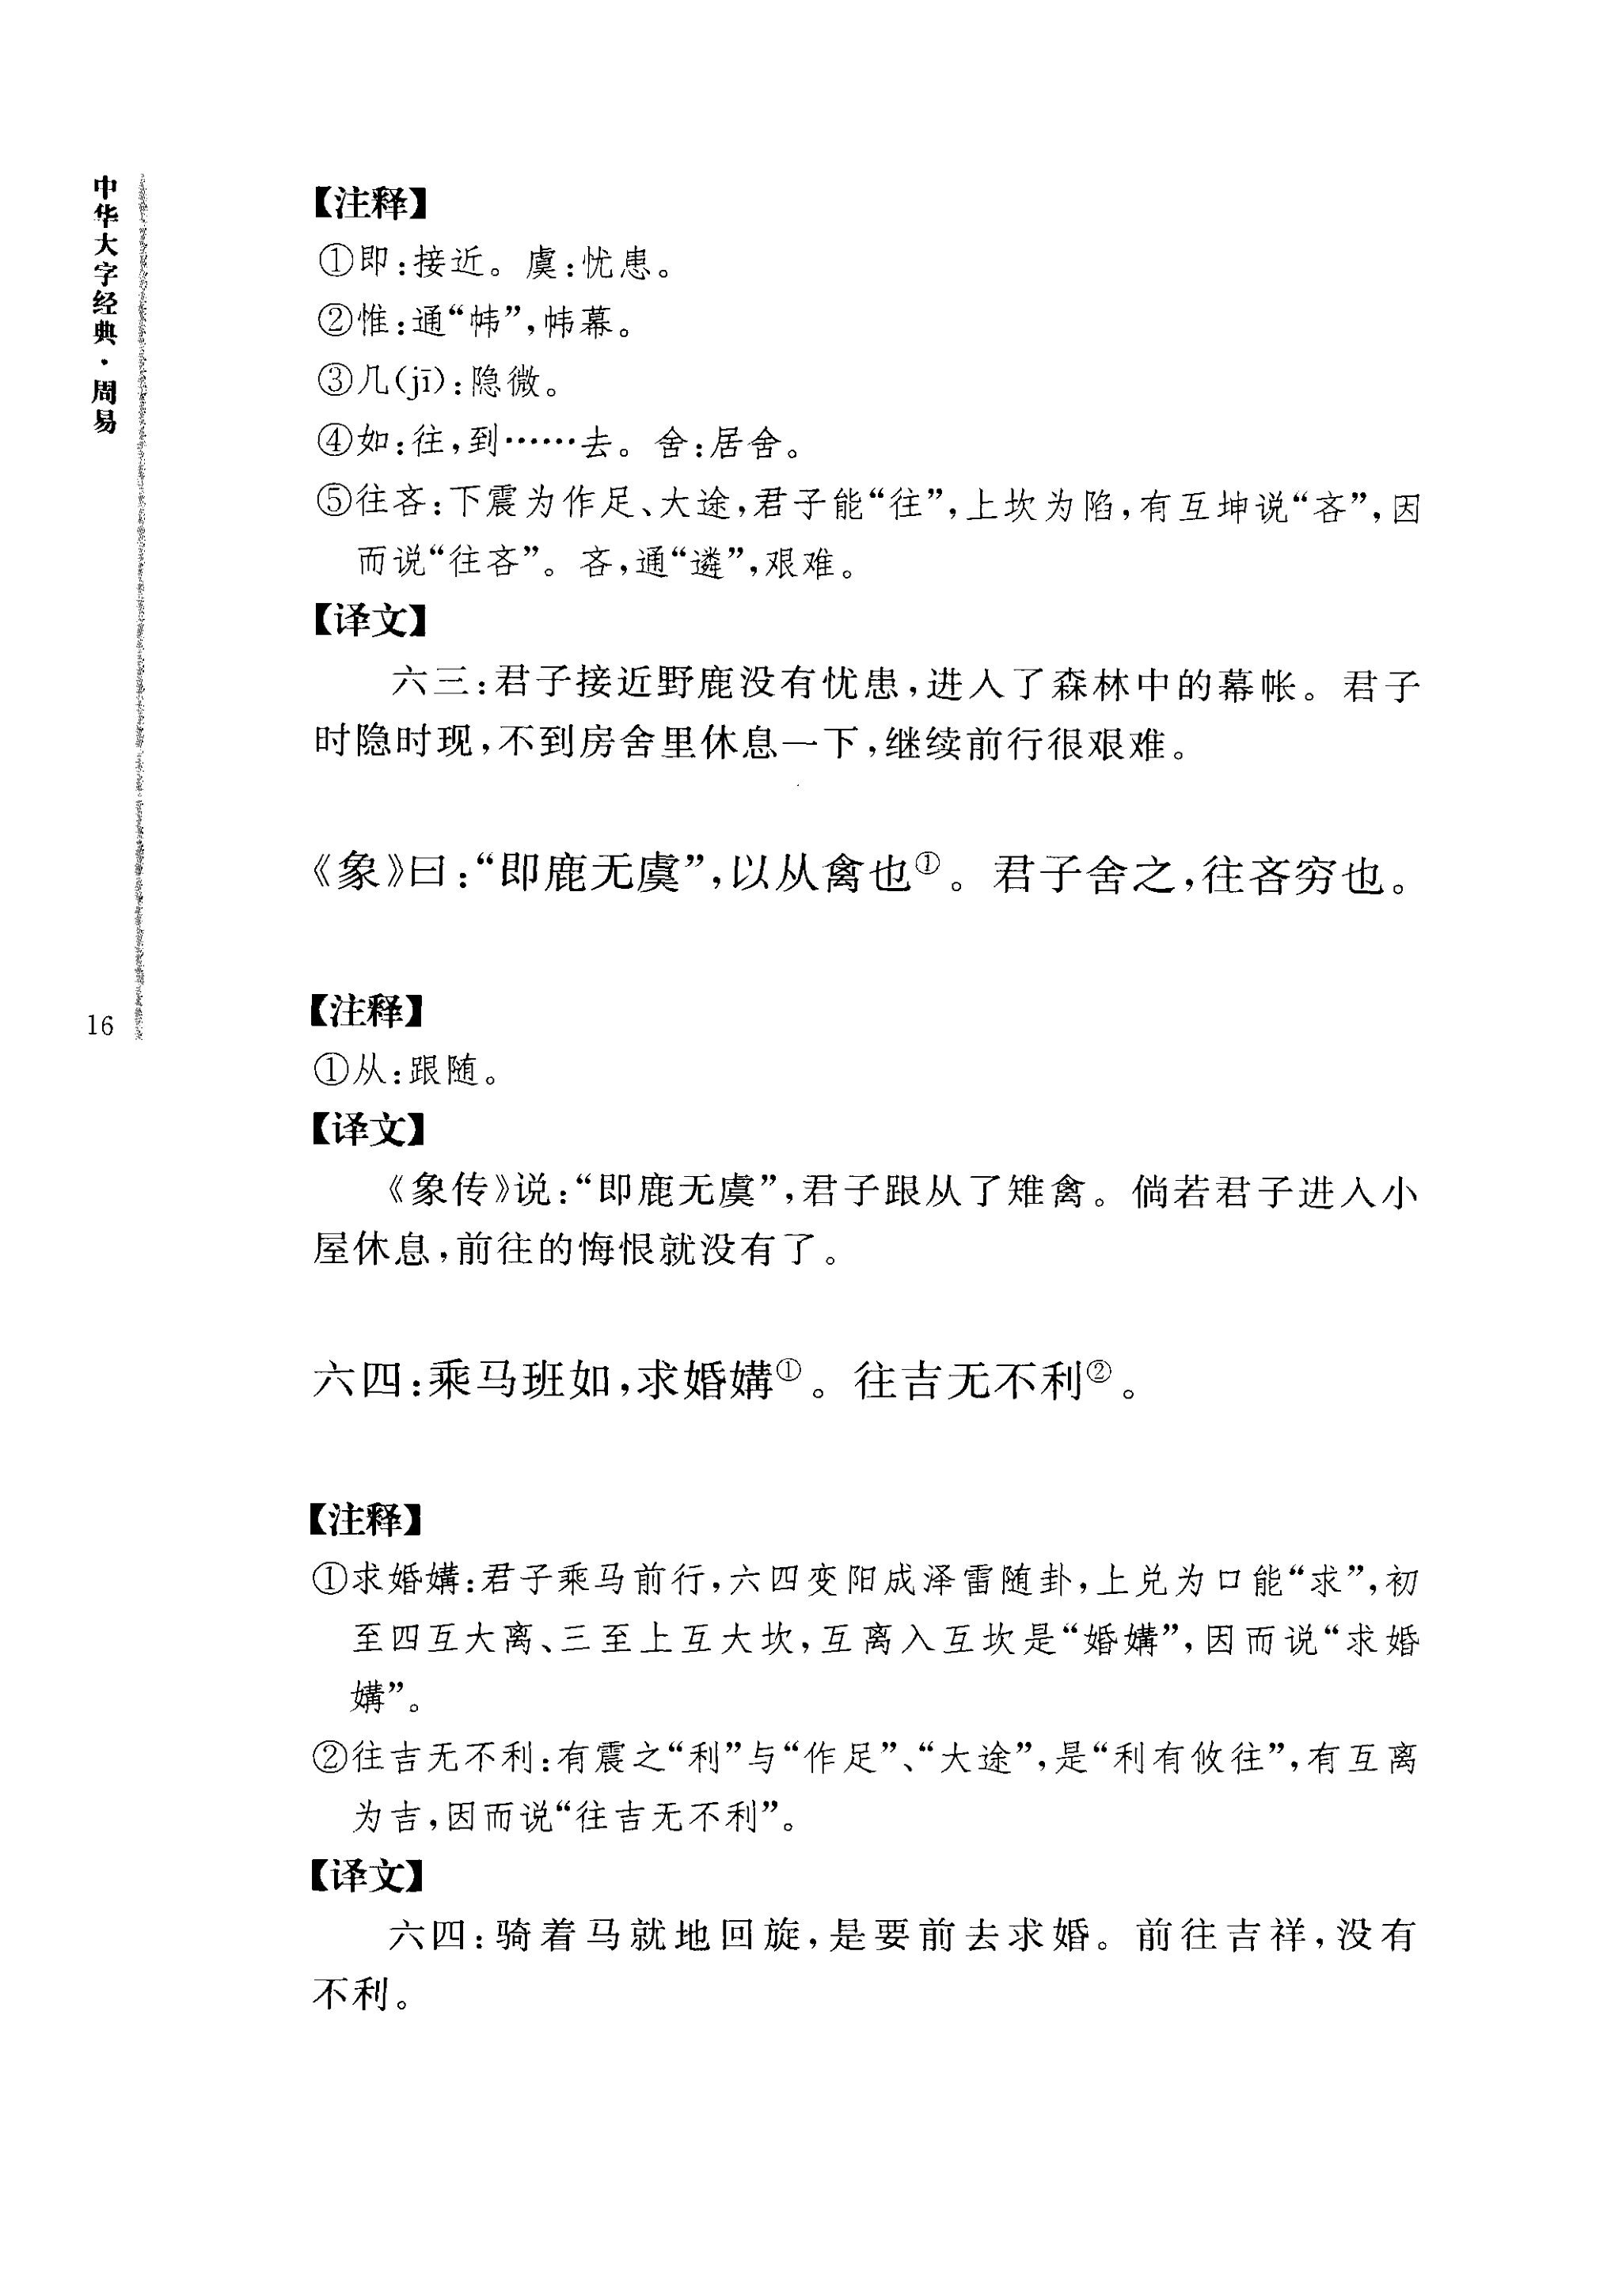 中华大字经典·周易
16
【注释】
①即:接近。虞:忧患。
②惟:通“帏”,帏幕。
③几(jī):隐微。
④如:往,到……去。舍:居舍。
⑤往吝:下震为作足、大途,君子能“往”,上坎为陷,有互坤说“吝”,因
而说“往吝”。吝,通“遴”,艰难。
【译文】
六三:君子接近野鹿没有忧患,进入了森林中的幕帐。君子
时隐时现,不到房舍里休息一下,继续前行很艰难。
《象》曰:“即鹿无虞”,以从禽也①。君子舍之,往吝穷也。
【注释】
①从:跟随。
【译文】
《象传》说:“即鹿无虞”,君子跟从了雉禽。倘若君子进入小
屋休息,前往的悔恨就没有了。
六四:乘马班如,求婚媾①。往吉无不利②。
【注释】
①求婚媾:君子乘马前行,六四变阳成泽雷随卦,上兑为口能“求”,初
至四互大离、三至上互大坎,互离入互坎是“婚媾”,因而说“求婚
媾”。
②往吉无不利:有震之“利”与“作足”、“大途”,是“利有攸往”,有互离
为吉,因而说“往吉无不利”。
【译文】
六四:骑着马就地回旋,是要前去求婚。前往吉祥,没有
不利。